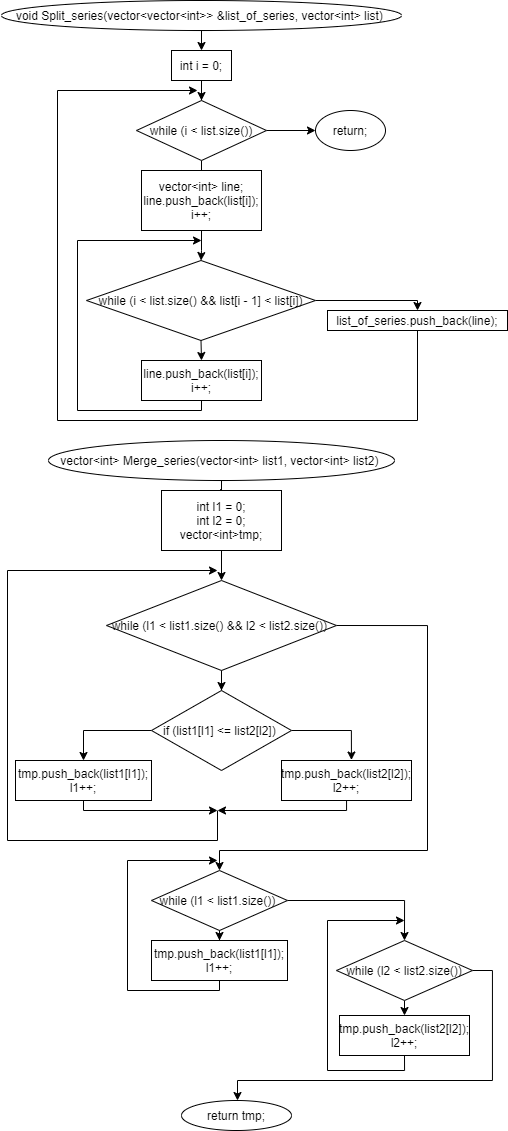 void Split_series(vector<vector<int>> &list_of_series, vector<int> list)
int i = 0;
while (i < list.size())
return;
vector<int> line;
line.push_back(list[i]);
i++;
while (i < list.size() && list[i - 1] < list[i])
list_of_series.push_back(line);
line.push_back(list[i]);
i++;
vector<int> Merge_series(vector<int> list1, vector<int> list2)
int l1 = 0;
int l2 = 0;
vector<int>tmp;
while (l1 < list1.size() && l2 < list2.size())
if (list1[l1] <= list2[l2])
tmp.push_back(list1[l1]);
l1++;
tmp.push_back(list2[l2]);
l2++;
while (l1 < list1.size())
tmp.push_back(list1[l1]);
l1++;
while (l2 < list2.size())
tmp.push_back(list2[l2]);
l2++;
return tmp;